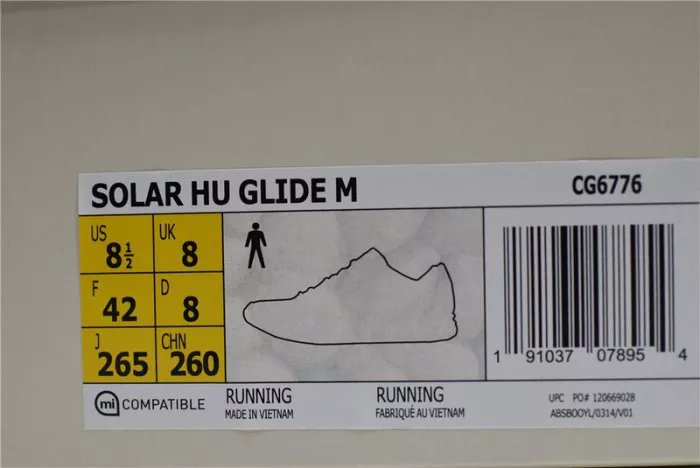 SOLAR HU GLIDE M
CG6776
US 8½ UK 8
F 42 D 8
J 265 CHN 260
mi COMPATIBLE
RUNNING
MADE IN VIETNAM
RUNNING
FABRIQUÉ AU VIETNAM
1 91037 07895 4
UPC PO# 120669028
ABSBOOYL/0314/V01